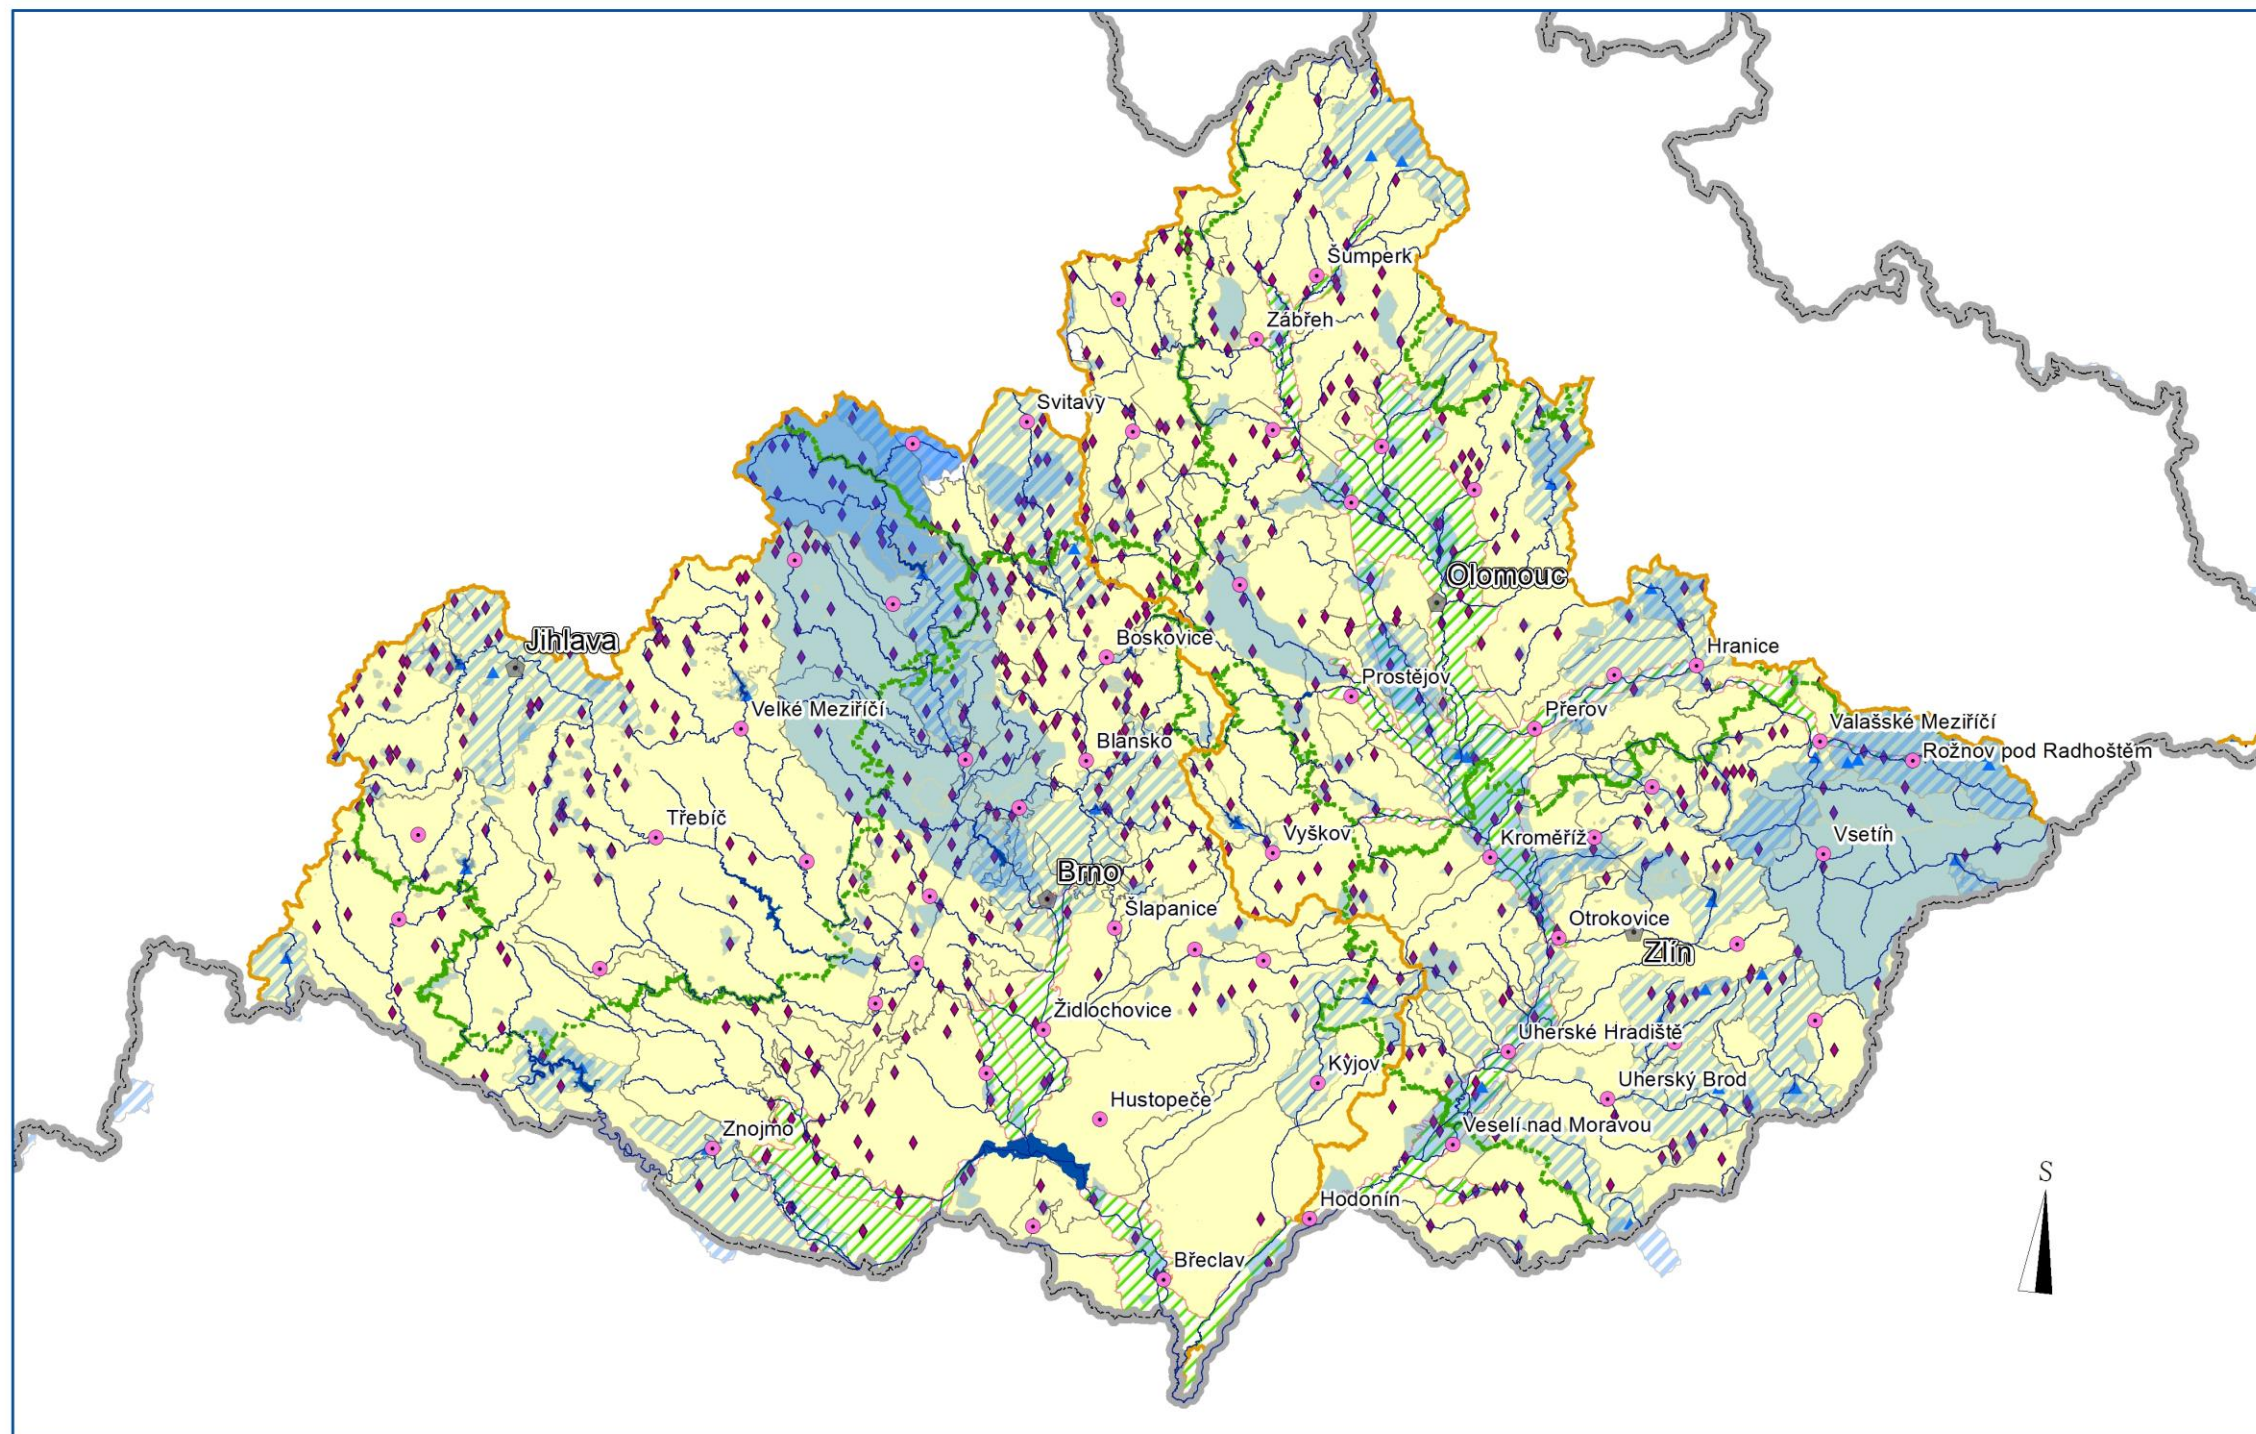 Šumperk
Zábřeh
Svitavy
Olomouc
Jihlava
Boskovice
Hranice
Prostějov
Velké Meziříčí
Přerov
Valašské Meziříčí
Blansko
Rožnov pod Radhoštěm
Třebíč
Vyškov
Kroměříž
Vsetín
Brno
Šlapanice
Otrokovice
Zlín
Židlochovice
Uherské Hradiště
Kyjov
Uherský Brod
Hustopeče
Znojmo
Veselí nad Moravou
S
Hodonín
Břeclav